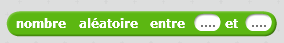 nombre aléatoire entre .... et ....